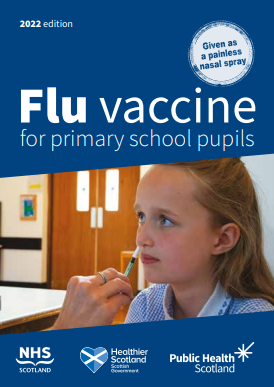 2022 edition
Given as
a painless
nasal spray
Flu vaccine
for primary school pupils
NHS
SCOTLAND
Healthier
Scotland
Scottish
Government
Public Health
Scotland